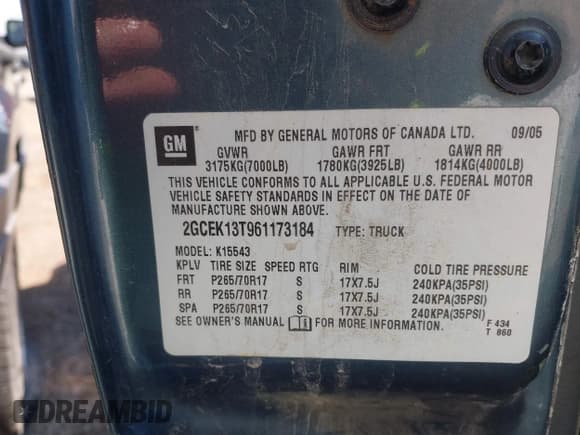 GM MFD BY GENERAL MOTORS OF CANADA LTD. 09/05
GVWR GAWR FRT GAWR RR
3175KG(7000LB) 1780KG(3925LB) 1814KG(4000LB)
THIS VEHICLE CONFORMS TO ALL APPLICABLE U.S. FEDERAL MOTOR
VEHICLE SAFETY STANDARDS IN EFFECT ON THE DATE OF
MANUFACTURE SHOWN ABOVE.
2GCEK13T961173184 TYPE: TRUCK
MODEL: K15543
KPLV TIRE SIZE SPEED RTG RIM COLD TIRE PRESSURE
FRT P265/70R17 S 17X7.5J 240KPA(35PSI)
RR P265/70R17 S 17X7.5J 240KPA(35PSI)
SPA P265/70R17 S 17X7.5J 240KPA(35PSI)
SEE OWNER'S MANUAL FOR MORE INFORMATION F 434
T 860
DREAMBID